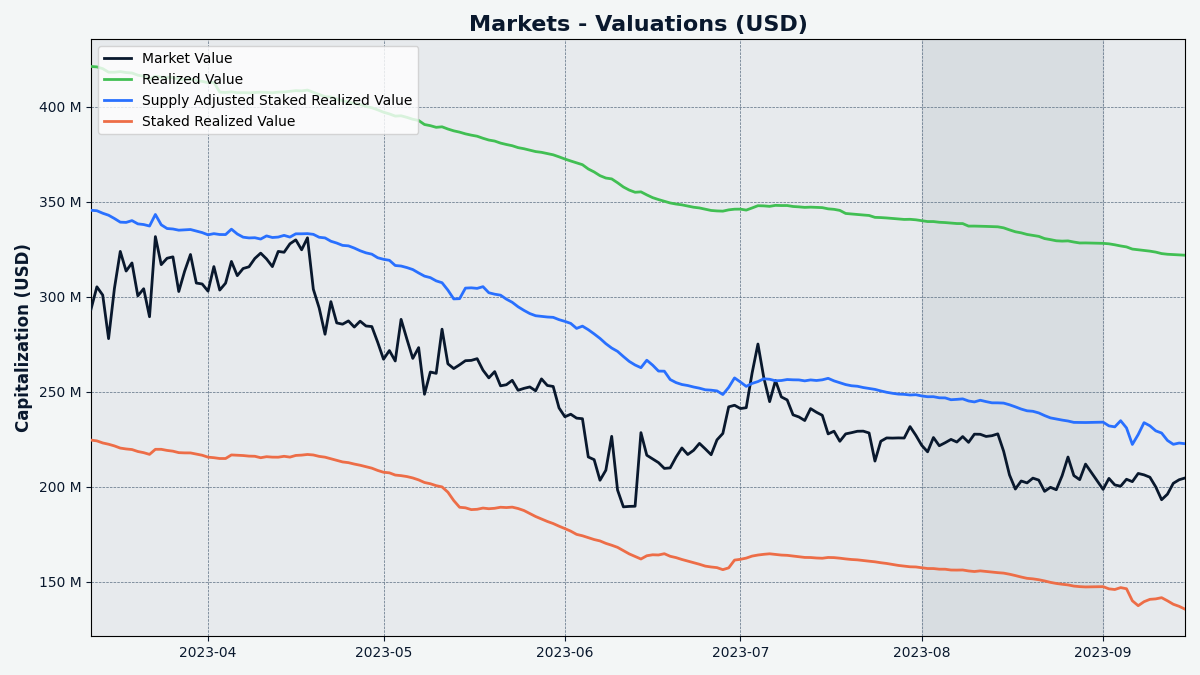 Markets - Valuations (USD)
Market Value
Realized Value
Supply Adjusted Staked Realized Value
Staked Realized Value
Capitalization (USD)
400 M
350 M
300 M
250 M
200 M
150 M
2023-04
2023-05
2023-06
2023-07
2023-08
2023-09